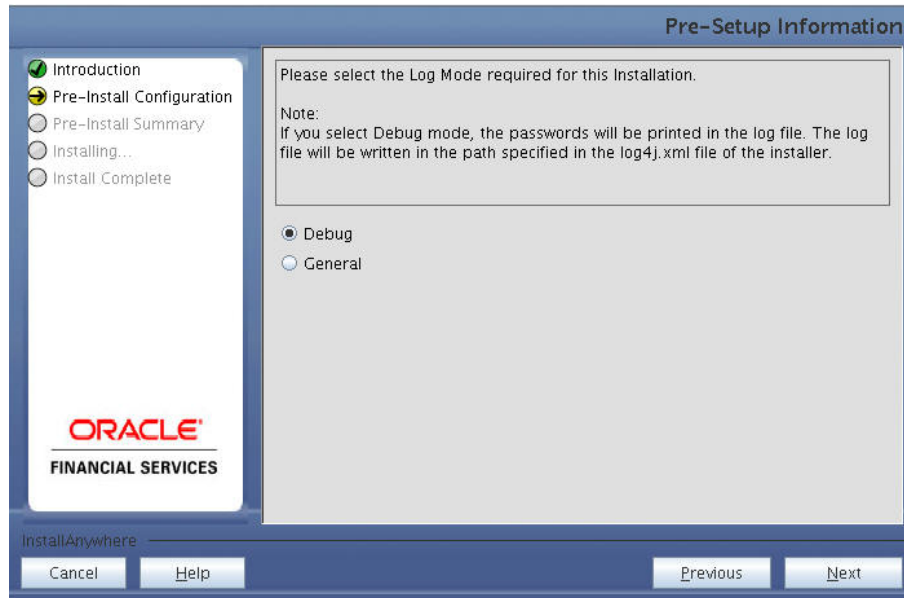 Pre-Setup Information
Introduction
Pre-Install Configuration
Pre-Install Summary
Installing...
Install Complete
ORACLE'
FINANCIAL SERVICES
Please select the Log Mode required for this Installation.
Note:
If you select Debug mode, the passwords will be printed in the log file. The log
file will be written in the path specified in the log4j.xml file of the installer.
Debug
General
InstallAnywhere
Cancel
Help
Previous
Next